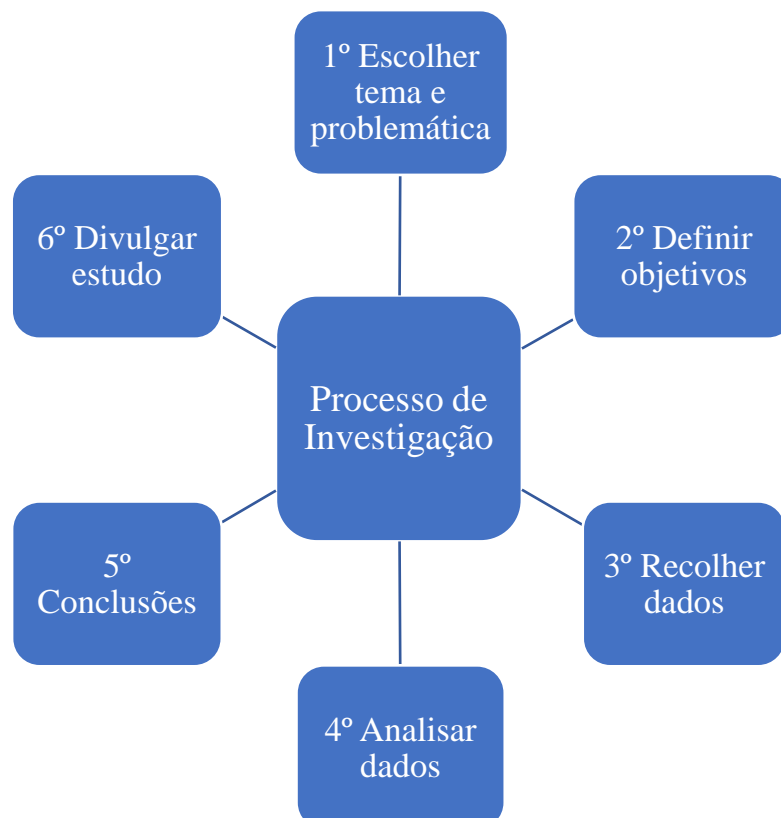 1º Escolher
tema e
problemática
6º Divulgar
estudo
2º Definir
objetivos
Processo de
Investigação
5º
Conclusões
3º Recolher
dados
4º Analisar
dados